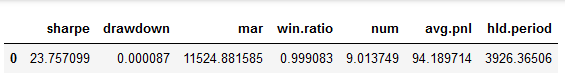 sharpe drawdown mar win.ratio num avg.pnl hld.period
0 23.757099 0.000087 11524.881585 0.999083 9.013749 94.189714 3926.36506